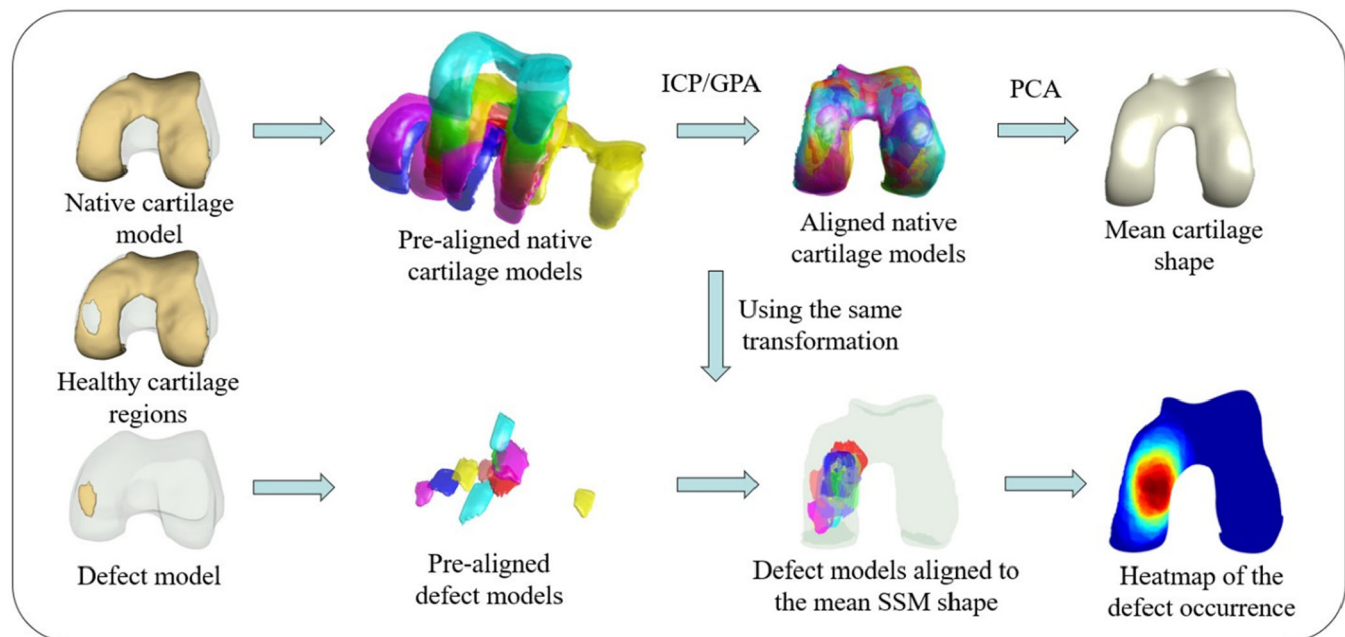 ICP/GPA
PCA
Native cartilage
model
Pre-aligned native
cartilage models
Aligned native
cartilage models
Mean cartilage
shape
Healthy cartilage
regions
Using the same
transformation
Defect model
Pre-aligned
defect models
Defect models aligned to
the mean SSM shape
Heatmap of the
defect occurrence